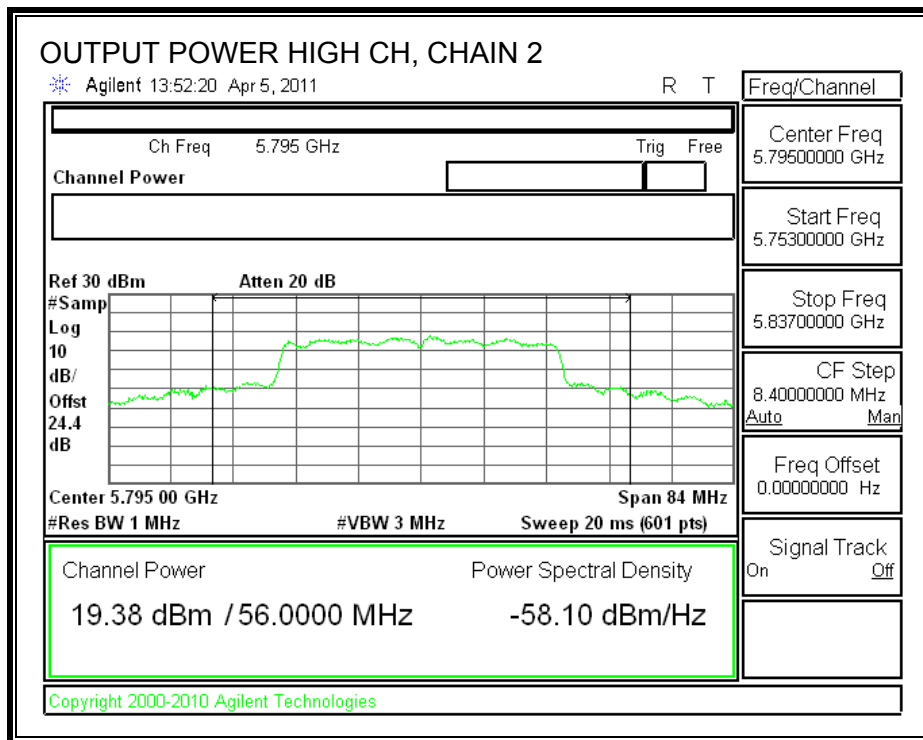 OUTPUT POWER HIGH CH, CHAIN 2
Agilent 13:52:20 Apr 5, 2011 R T
Freq/Channel
Ch Freq 5.795 GHz Trig Free
Channel Power
Center Freq
5.79500000 GHz
Start Freq
5.75300000 GHz
Stop Freq
5.83700000 GHz
CF Step
8.40000000 MHz
Auto Man
Freq Offset
0.00000000 Hz
Signal Track
On Off
Ref 30 dBm Atten 20 dB
#Samp
Log
10
dB/
Offst
24.4
dB
Center 5.795 00 GHz Span 84 MHz
#Res BW 1 MHz #VBW 3 MHz Sweep 20 ms (601 pts)
Channel Power Power Spectral Density
19.38 dBm / 56.0000 MHz -58.10 dBm/Hz
Copyright 2000-2010 Agilent Technologies